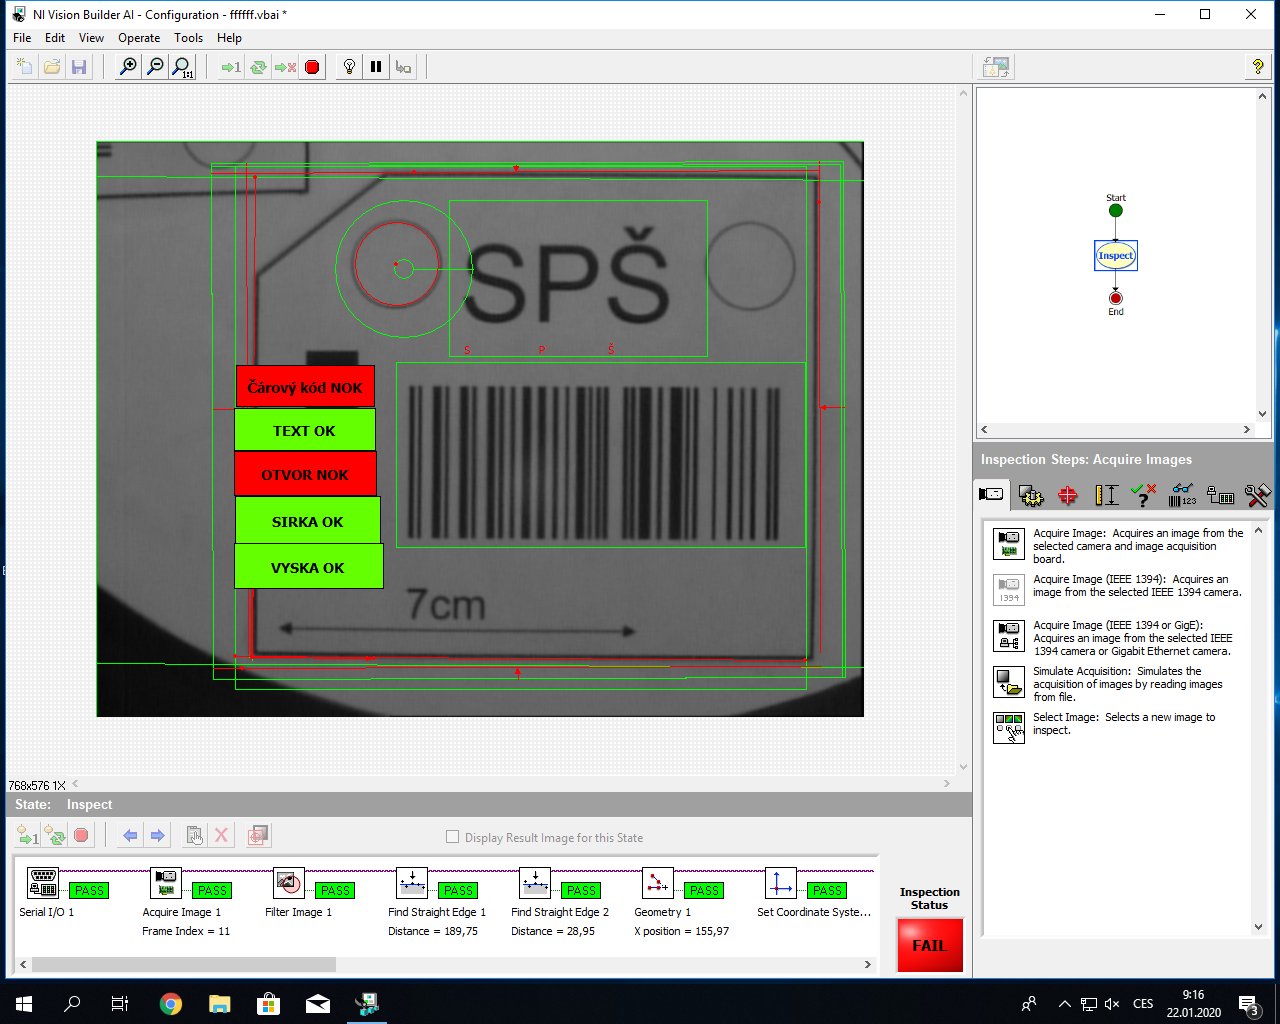 NI Vision Builder AI - Configuration - ffffff.vbai *
File Edit View Operate Tools Help
1:1
1
?
SPŠ
S P Š
Čárový kód NOK
TEXT OK
OTVOR NOK
SIRKA OK
VYSKA OK
7cm
768x576 1X
Start
Inspect
End
Inspection Steps: Acquire Images
123
Acquire Image: Acquires an image from the
selected camera and image acquisition
board.
1394
Acquire Image (IEEE 1394): Acquires an
image from the selected IEEE 1394 camera.
Acquire Image (IEEE 1394 or GigE):
Acquires an image from the selected IEEE
1394 camera or Gigabit Ethernet camera.
Simulate Acquisition: Simulates the
acquisition of images by reading images
from file.
Select Image: Selects a new image to
inspect.
State: Inspect
1
Display Result Image for this State
PASS PASS PASS PASS PASS PASS PASS
Serial I/O 1 Acquire Image 1 Filter Image 1 Find Straight Edge 1 Find Straight Edge 2 Geometry 1 Set Coordinate Syste...
Frame Index = 11 Distance = 189,75 Distance = 28,95 X position = 155,97
Inspection
Status
FAIL
CES
9:16
22.01.2020
3